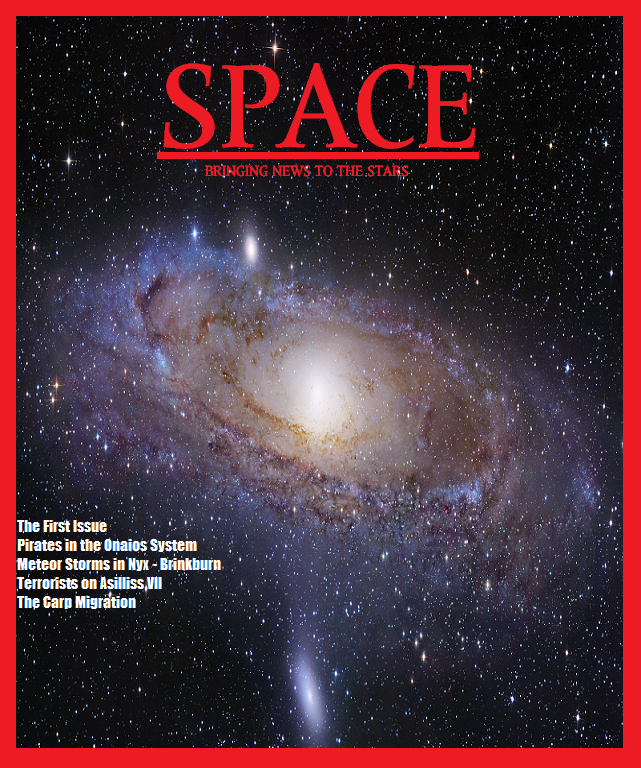 SPACE
BRINGING NEWS TO THE STARS
The First Issue
Pirates in the Onaios System
Meteor Storms in Nyx - Brinkburn
Terrorists on Asilliss VII
The Carp Migration